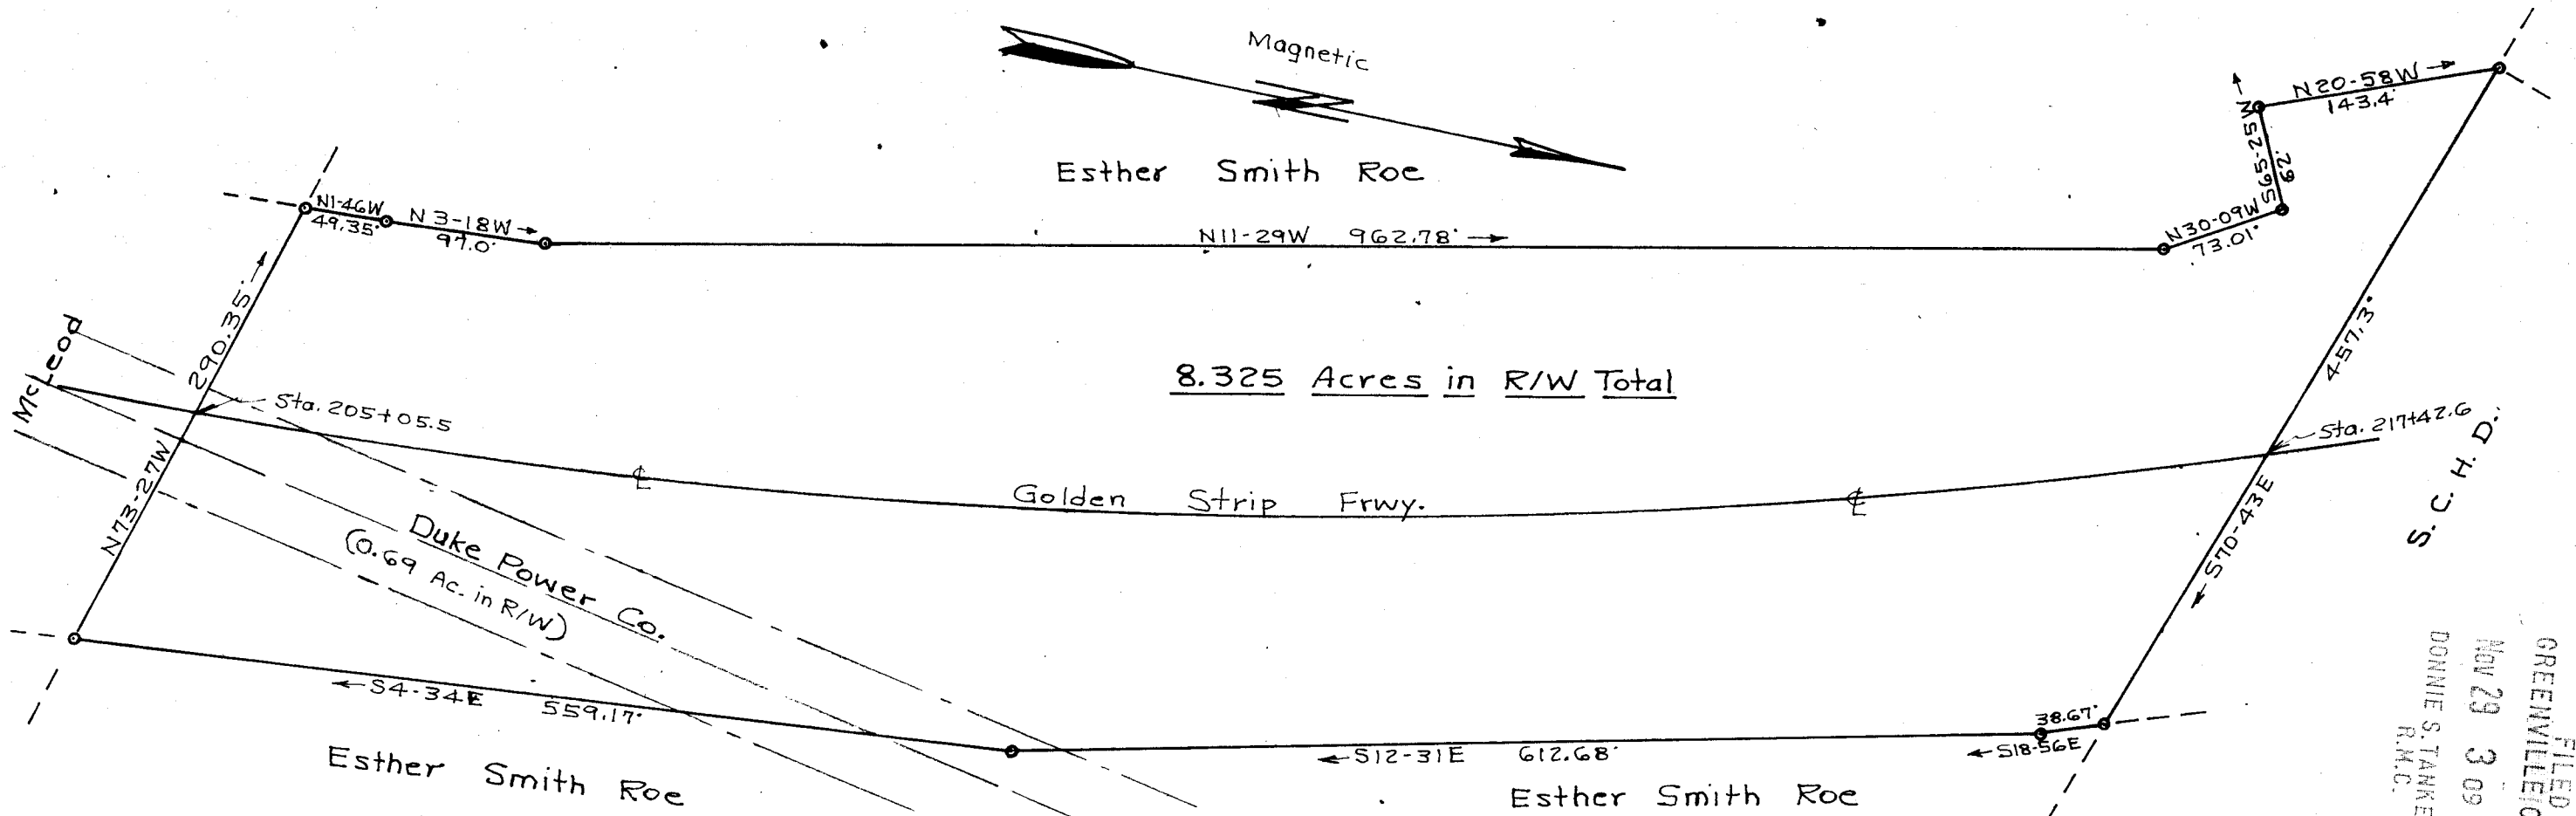 Magnetic
Esther Smith Roe
N1-46W
49.35'
N3-18W
97.0'
N11-29W 962.78'
N30-09W
73.01'
S65-25W
62.
N20-58W
143.4'
457.3'
S70-43E
Sta. 217+42.6
S. C. H. D.
290.35'
N73-27W
McLeod
Sta. 205+05.5
8.325 Acres in R/W Total
℄
Golden Strip Frwy.
℄
Duke Power Co.
(0.69 Ac. in R/W)
S4-34E 559.17'
S12-31E 612.68'
38.67'
S18-56E
Esther Smith Roe
Esther Smith Roe
FILED
GREENVILLE
Nov 29 3 09
DONNIE S. TANKE
R.M.C.